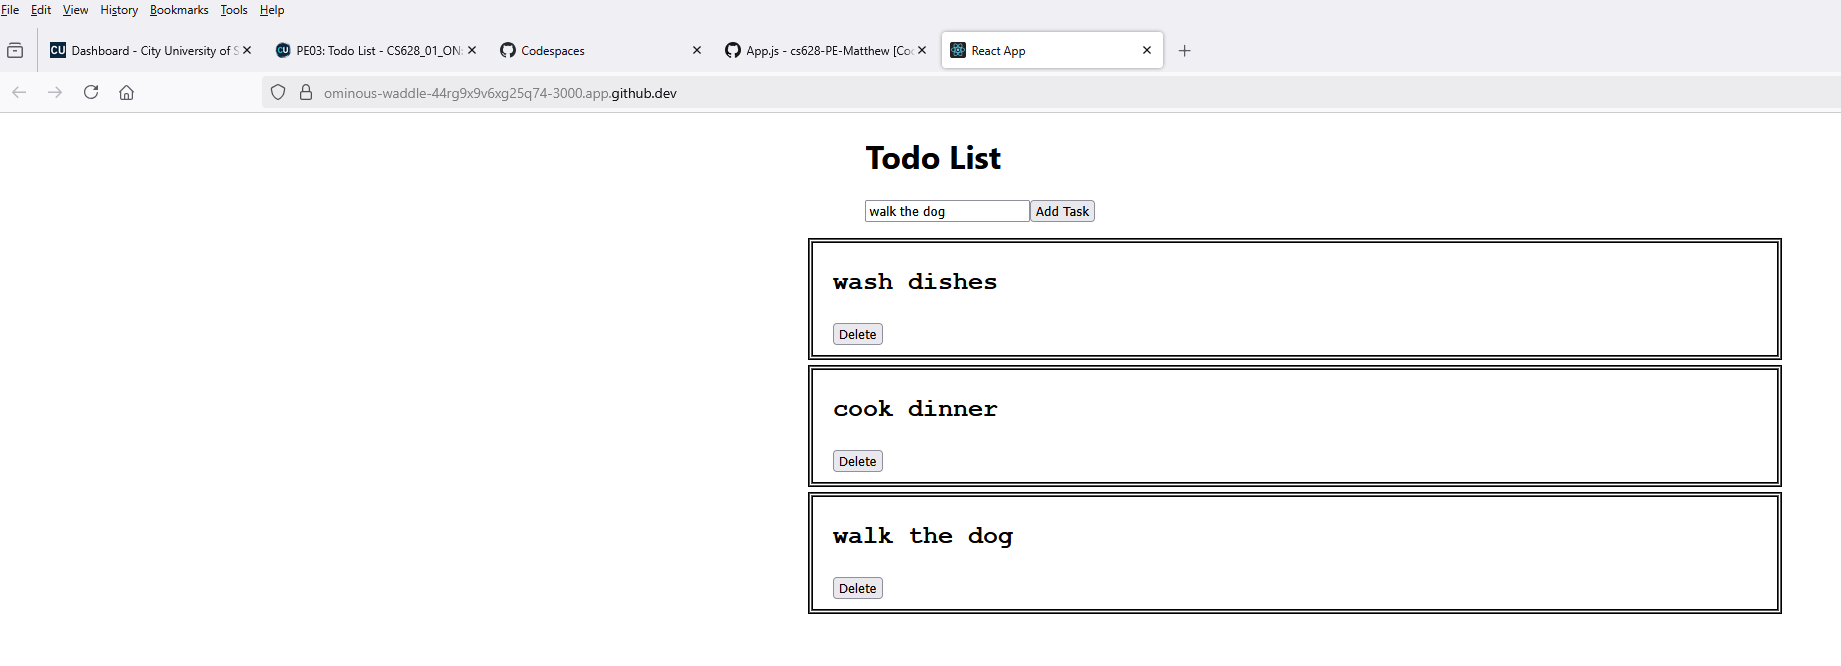 File Edit View History Bookmarks Tools Help
CU Dashboard - City University of S PE03: Todo List - CS628_01_ON: Codespaces App.js - cs628-PE-Matthew [Co React App
ominous-waddle-44rg9x9v6xg25q74-3000.app.github.dev
Todo List
walk the dog Add Task
wash dishes
Delete
cook dinner
Delete
walk the dog
Delete